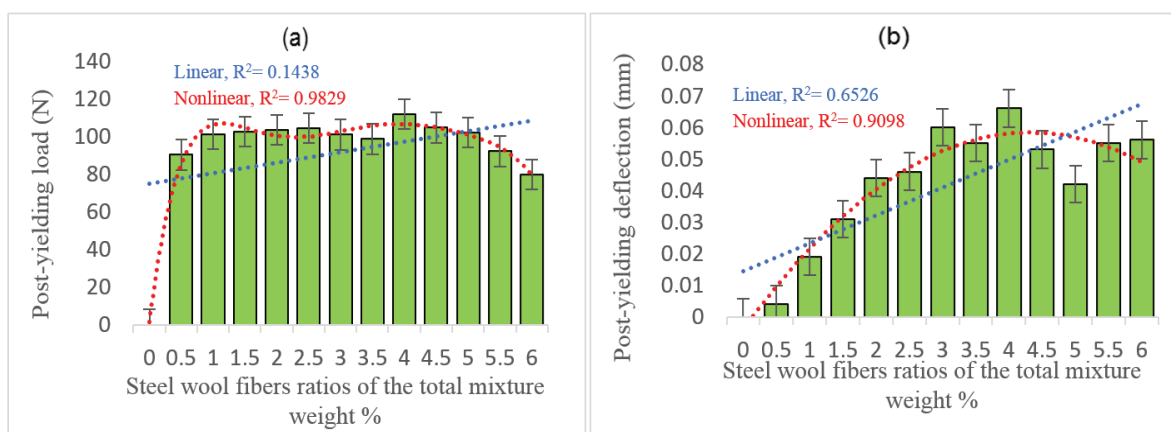 (a)
Post-yielding load (N)
140
120
100
80
60
40
20
0
Linear, R²= 0.1438
Nonlinear, R²= 0.9829
0 0.5 1 1.5 2 2.5 3 3.5 4 4.5 5 5.5 6
Steel wool fibers ratios of the total mixture
weight %
(b)
Post-yielding deflection (mm)
0.08
0.07
0.06
0.05
0.04
0.03
0.02
0.01
0
Linear, R²= 0.6526
Nonlinear, R²= 0.9098
0 0.5 1 1.5 2 2.5 3 3.5 4 4.5 5 5.5 6
Steel wool fibers ratios of the total mixture
weight %